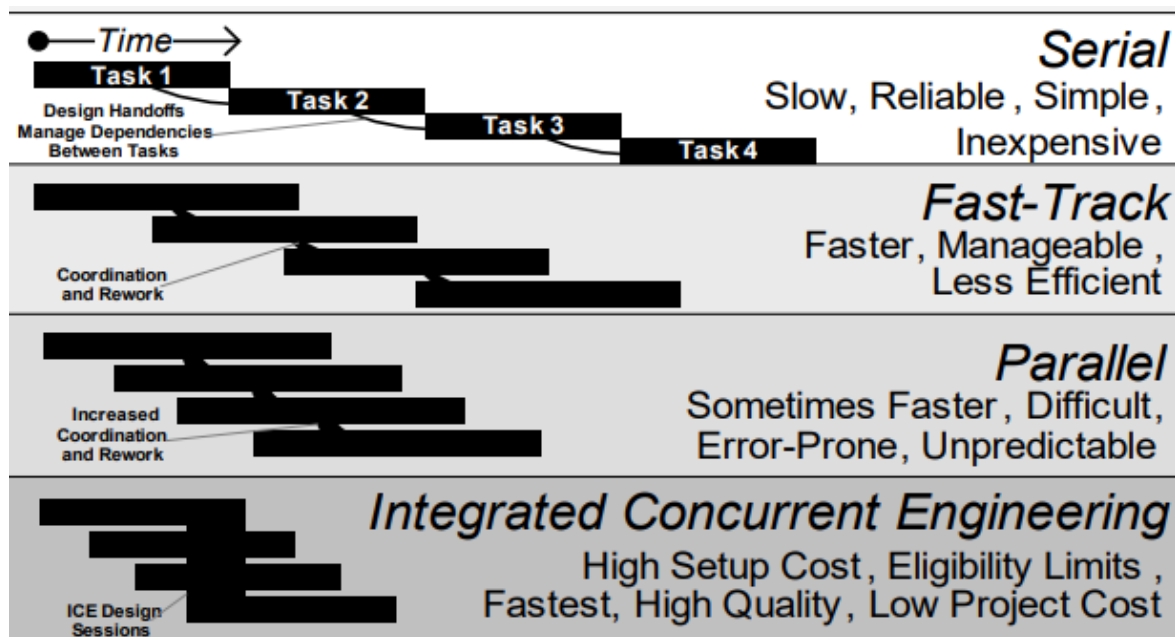 Time
Serial
Task 1
Slow, Reliable , Simple ,
Inexpensive
Task 2
Design Handoffs
Manage Dependencies
Between Tasks
Task 3
Task 4
Fast-Track
Faster, Manageable ,
Less Efficient
Coordination
and Rework
Parallel
Sometimes Faster , Difficult,
Error-Prone, Unpredictable
Increased
Coordination
and Rework
Integrated Concurrent Engineering
High Setup Cost , Eligibility Limits ,
Fastest, High Quality , Low Project Cost
ICE Design
Sessions